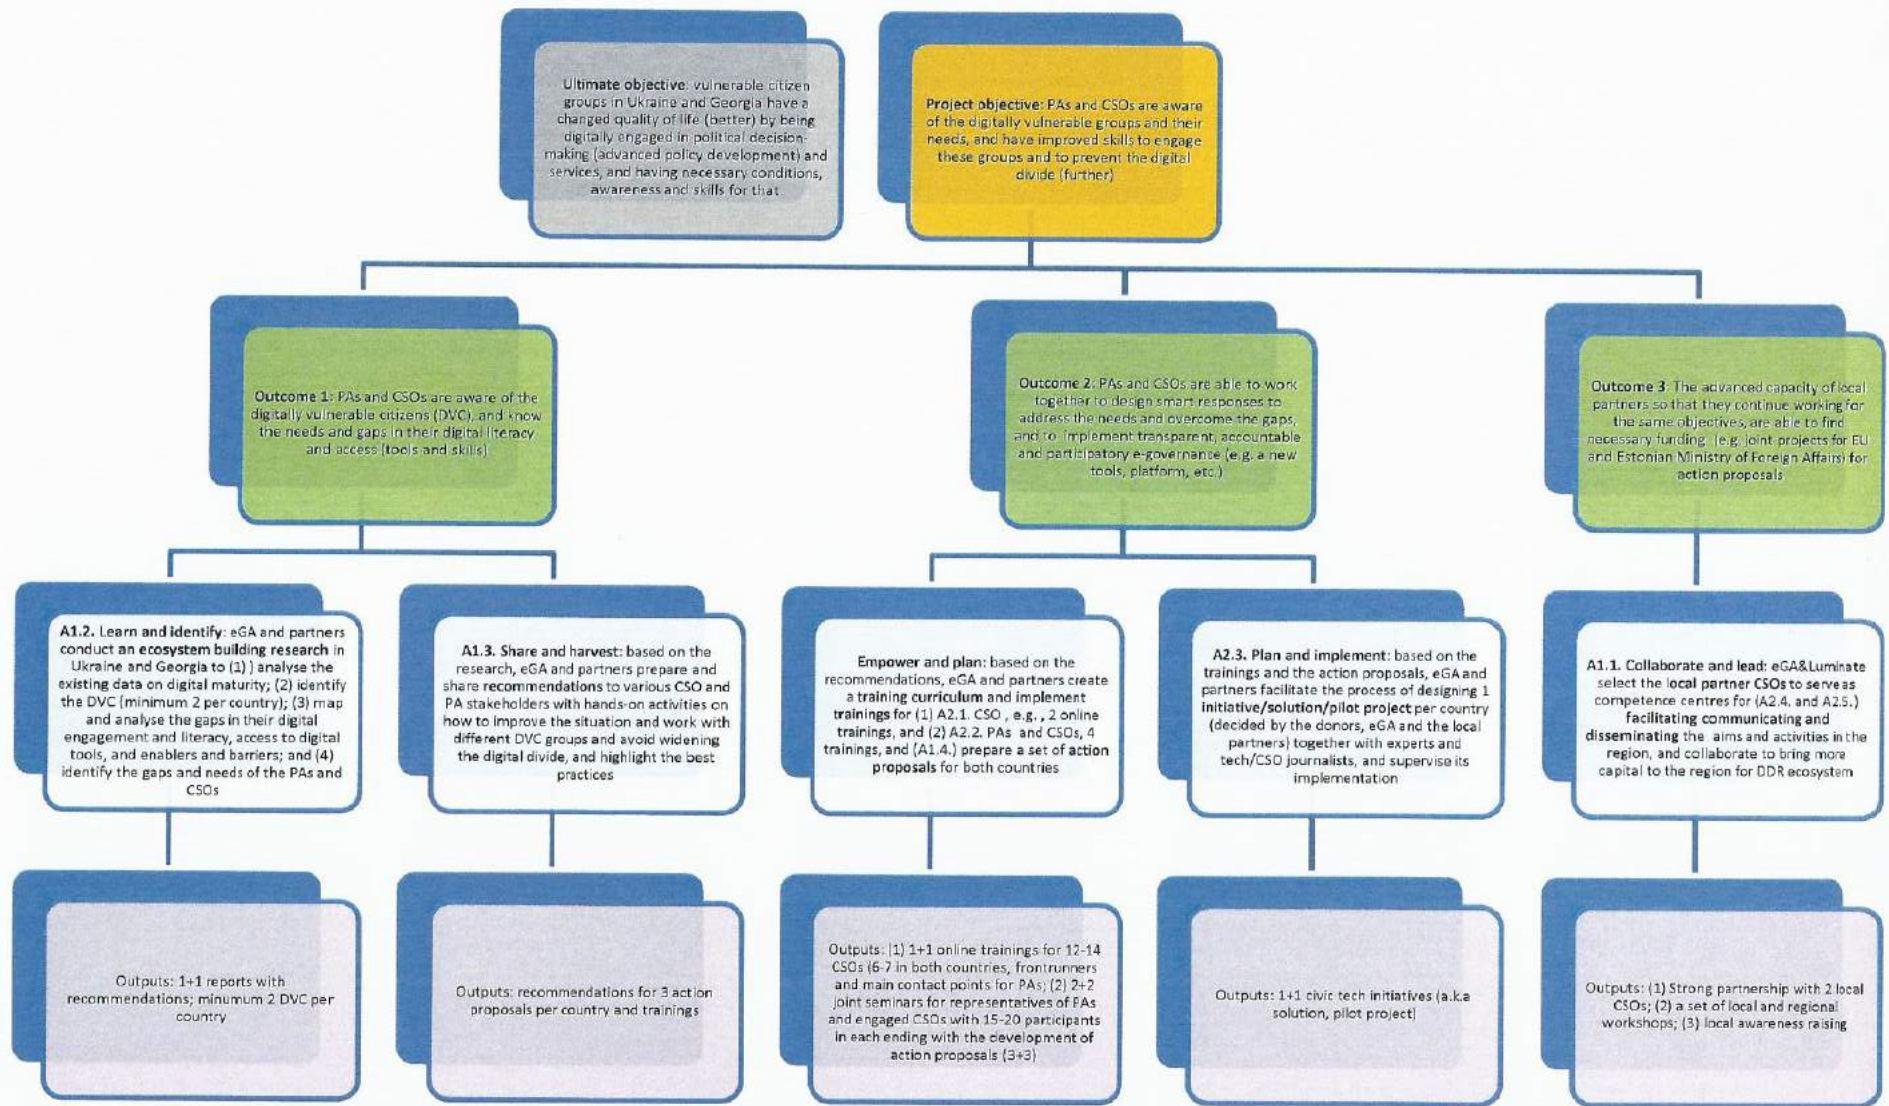 Ultimate objective: vulnerable citizen
groups in Ukraine and Georgia have a
changed quality of life (better) by being
digitally engaged in political decision-
making (advanced policy development) and
services, and having necessary conditions,
awareness and skills for that
Project objective: PAs and CSOs are aware
of the digitally vulnerable groups and their
needs, and have improved skills to engage
these groups and to prevent the digital
divide (further)
Outcome 1: PAs and CSOs are aware of the
digitally vulnerable citizens (DVC), and know
the needs and gaps in their digital literacy
and access (tools and skills)
Outcome 2: PAs and CSOs are able to work
together to design smart responses to
address the needs and overcome the gaps,
and to implement transparent, accountable
and participatory e-governance (e.g. a new
tools, platform, etc.)
Outcome 3: The advanced capacity of local
partners so that they continue working for
the same objectives, are able to find
necessary funding (e.g. joint projects for EU
and Estonian Ministry of Foreign Affairs) for
action proposals
A1.2. Learn and identify: eGA and partners
conduct an ecosystem building research in
Ukraine and Georgia to (1) ) analyse the
existing data on digital maturity; (2) identify
the DVC (minimum 2 per country); (3) map
and analyse the gaps in their digital
engagement and literacy, access to digital
tools, and enablers and barriers; and (4)
identify the gaps and needs of the PAs and
CSOs
A1.3. Share and harvest: based on the
research, eGA and partners prepare and
share recommendations to various CSO and
PA stakeholders with hands-on activities on
how to improve the situation and work with
different DVC groups and avoid widening
the digital divide, and highlight the best
practices
Empower and plan: based on the
recommendations, eGA and partners create
a training curriculum and implement
trainings for (1) A2.1. CSO , e.g. , 2 online
trainings, and (2) A2.2. PAs and CSOs, 4
trainings, and (A1.4.) prepare a set of action
proposals for both countries
A2.3. Plan and implement: based on the
trainings and the action proposals, eGA and
partners facilitate the process of designing 1
initiative/solution/pilot project per country
(decided by the donors, eGA and the local
partners) together with experts and
tech/CSO journalists, and supervise its
implementation
A1.1. Collaborate and lead: eGA&Luminate
select the local partner CSOs to serve as
competence centres for (A2.4. and A2.5.)
facilitating communicating and
disseminating the aims and activities in the
region, and collaborate to bring more
capital to the region for DDR ecosystem
Outputs: 1+1 reports with
recommendations; minumum 2 DVC per
country
Outputs: recommendations for 3 action
proposals per country and trainings
Outputs: (1) 1+1 online trainings for 12-14
CSOs (6-7 in both countries, frontrunners
and main contact points for PAs; (2) 2+2
joint seminars for representatives of PAs
and engaged CSOs with 15-20 participants
in each ending with the development of
action proposals (3+3)
Outputs: 1+1 civic tech initiatives (a.k.a
solution, pilot project)
Outputs: (1) Strong partnership with 2 local
CSOs; (2) a set of local and regional
workshops; (3) local awareness raising